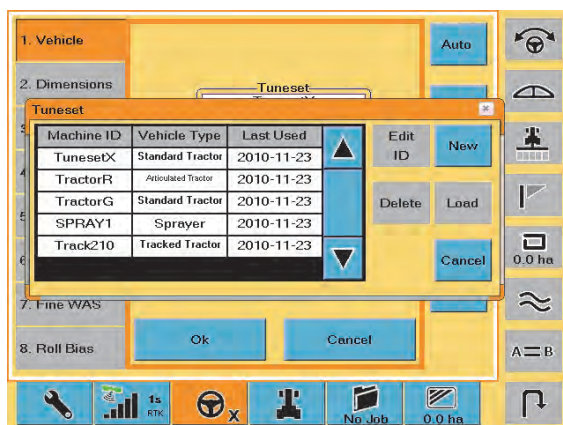 1. Vehicle
Auto
2. Dimensions
Tuneset
Tuneset
Machine ID Vehicle Type Last Used
TunesetX Standard Tractor 2010-11-23
TractorR Articulated Tractor 2010-11-23
TractorG Standard Tractor 2010-11-23
SPRAY1 Sprayer 2010-11-23
Track210 Tracked Tractor 2010-11-23
Edit ID
New
Delete
Load
Cancel
0.0 ha
7. Fine WAS
8. Roll Bias
Ok
Cancel
A B
1s
RTK
X
No Job
0.0 ha